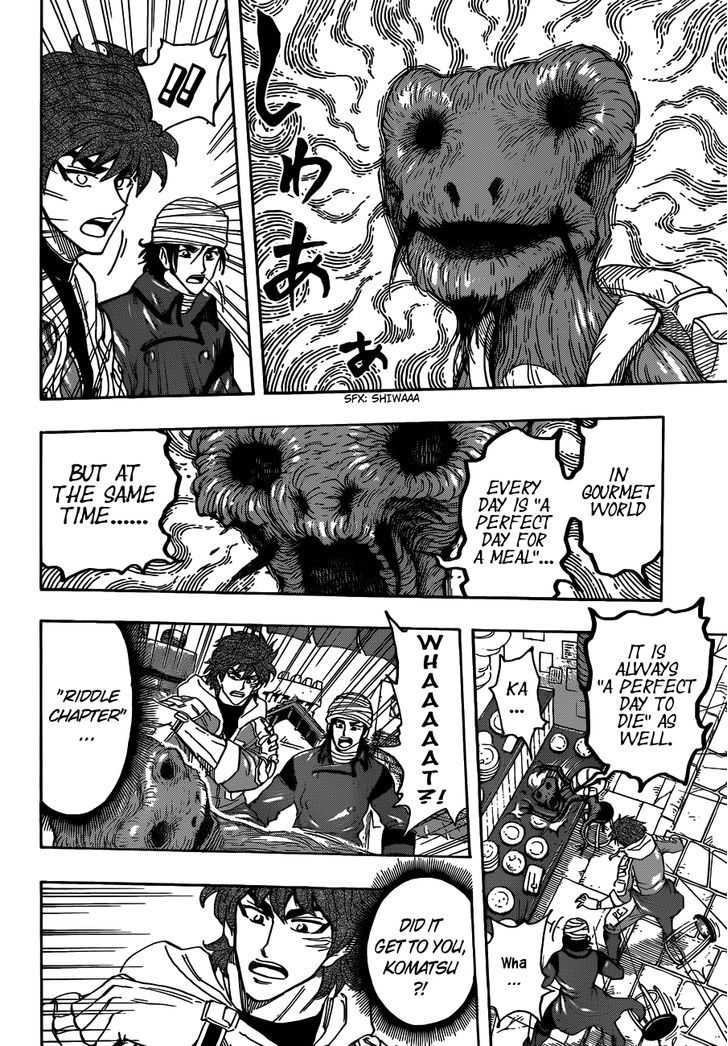 しわあぁ
SFX: SHIWAAA
!!
IN
GOURMET
WORLD
EVERY
DAY IS "A
PERFECT
DAY FOR
A MEAL"...
BUT AT
THE SAME
TIME......
IT IS
ALWAYS
"A PERFECT
DAY TO
DIE" AS
WELL.
KA
...
Wha
...
WHAAAAAT?!
"RIDDLE
CHAPTER"
...
DID IT
GET TO YOU,
KOMATSU
?!